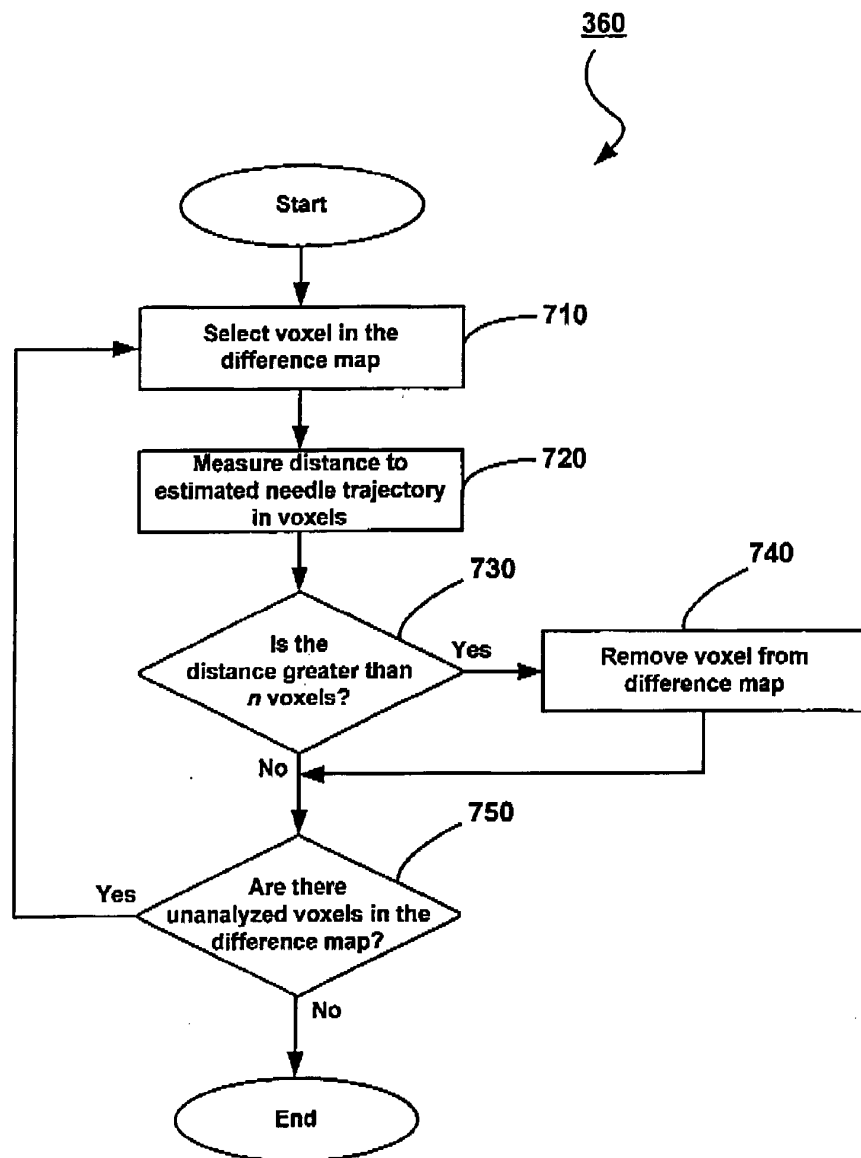 360
Start
710
Select voxel in the
difference map
720
Measure distance to
estimated needle trajectory
in voxels
730
740
Is the
distance greater than
n voxels?
Yes
Remove voxel from
difference map
No
750
Yes
Are there
unanalyzed voxels in the
difference map?
No
End